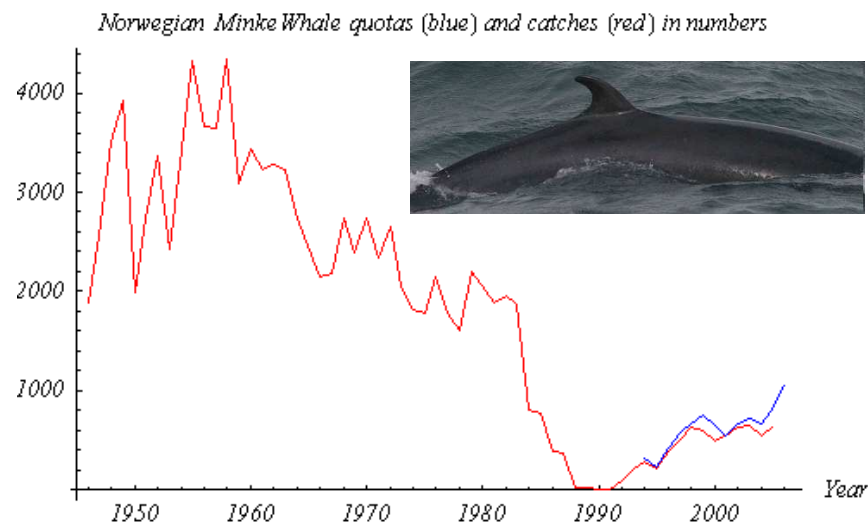 Norwegian Minke Whale quotas (blue) and catches (red) in numbers
4000
3000
2000
1000
Year
1950 1960 1970 1980 1990 2000